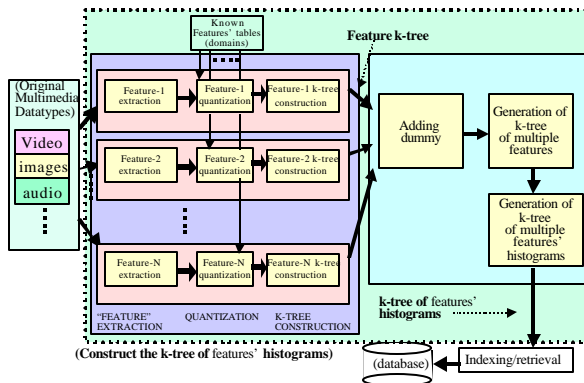 Known
Features' tables
(domains)
Feature k-tree
(Original
Multimedia
Datatypes)
Video
images
audio
Feature-1
extraction
Feature-1
quantization
Feature-1 k-tree
construction
Feature-2
extraction
Feature-2
quantization
Feature-2 k-tree
construction
Feature-N
extraction
Feature-N
quantization
Feature-N k-tree
construction
"FEATURE"
EXTRACTION
QUANTIZATION
K-TREE
CONSTRUCTION
Adding
dummy
Generation of
k-tree
of multiple
features
Generation of
k-tree
of multiple
features'
histograms
k-tree of features'
histograms
(Construct the k-tree of features' histograms)
(database)
Indexing/retrieval